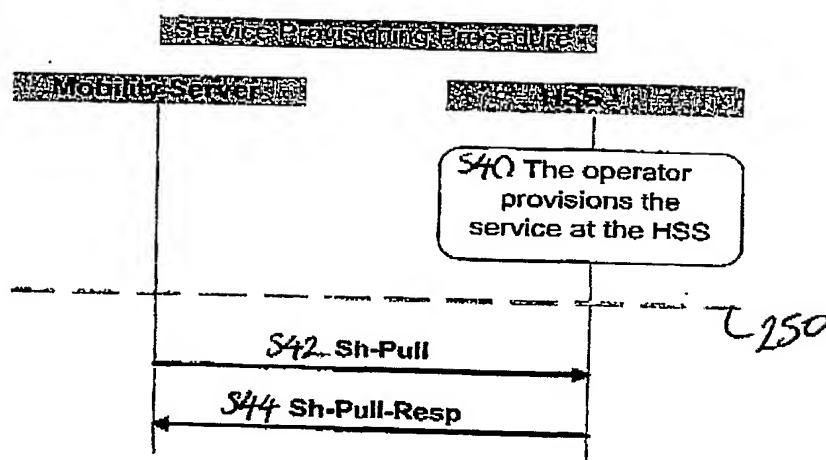 Service Provisioning Procedure
Mobility Server
HSS
S40 The operator
provisions the
service at the HSS
250
S42 Sh-Pull
S44 Sh-Pull-Resp